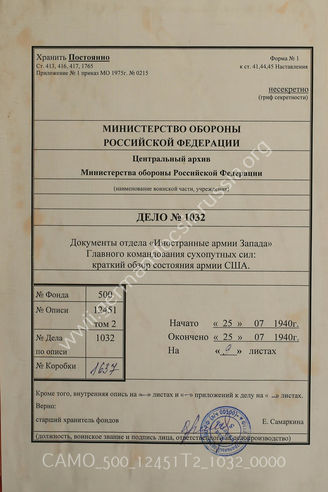 Хранить Постоянно
Форма № 1
Ст. 413, 416, 417, 1765
к ст. 41,44,45 Наставления
Приложение № 1 приказ МО 1975г. № 0215
несекретно
(гриф секретности)
МИНИСТЕРСТВО ОБОРОНЫ
РОССИЙСКОЙ ФЕДЕРАЦИИ
Центральный архив
Министерства обороны Российской Федерации
(наименование воинской части, учреждения)
ДЕЛО № 1032
Документы отдела «Иностранные армии Запада»
Главного командования сухопутных сил:
краткий обзор состояния армии США.
№ Фонда 500
№ Описи 12451
том 2
№ Дела 1032
по описи
№ Коробки 1637
Начато « 25 » 07 1940г.
Окончено « 25 » 07 1940г.
На « 9 » листах
Кроме того, внутренняя опись на «-» листах и «-» приложений к делу на « » листах.
Верно:
старший хранитель фондов
Е. Самаркина
(должность, воинское звание и подпись лица, ответственного за делопроизводство)
CAMO_500_12451T2_1032_0000